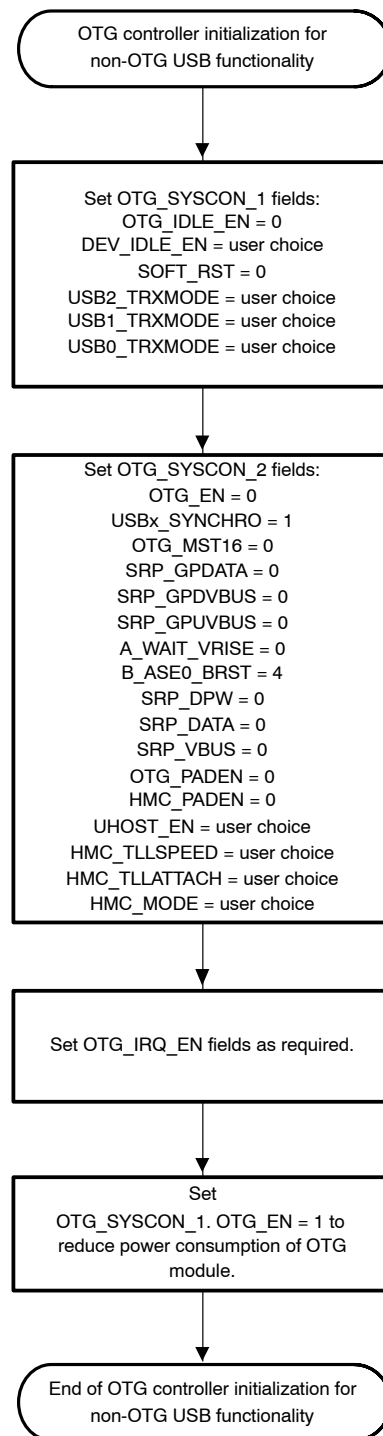 OTG controller initialization for
non-OTG USB functionality
Set OTG_SYSCON_1 fields:
OTG_IDLE_EN = 0
DEV_IDLE_EN = user choice
SOFT_RST = 0
USB2_TRXMODE = user choice
USB1_TRXMODE = user choice
USB0_TRXMODE = user choice
Set OTG_SYSCON_2 fields:
OTG_EN = 0
USBx_SYNCHRO = 1
OTG_MST16 = 0
SRP_GPDATA = 0
SRP_GPDVBUS = 0
SRP_GPUVBUS = 0
A_WAIT_VRISE = 0
B_ASE0_BRST = 4
SRP_DPW = 0
SRP_DATA = 0
SRP_VBUS = 0
OTG_PADEN = 0
HMC_PADEN = 0
UHOST_EN = user choice
HMC_TLLSPEED = user choice
HMC_TLLATTACH = user choice
HMC_MODE = user choice
Set OTG_IRQ_EN fields as required.
Set
OTG_SYSCON_1. OTG_EN = 1 to
reduce power consumption of OTG
module.
End of OTG controller initialization for
non-OTG USB functionality